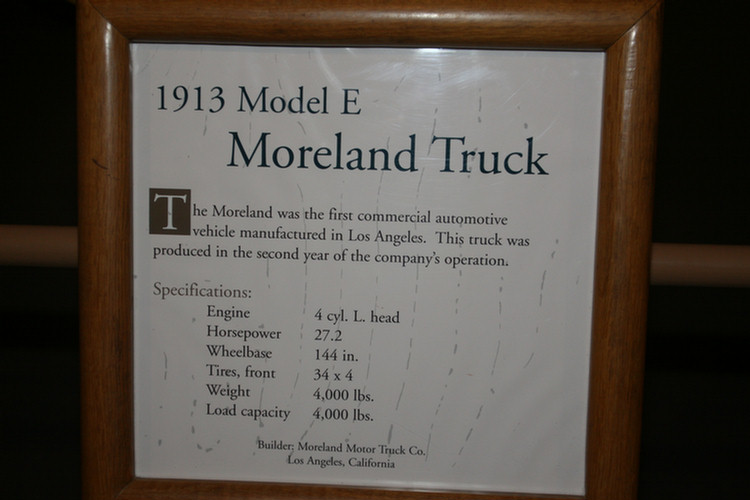 1913 Model E
Moreland Truck
The Moreland was the first commercial automotive
vehicle manufactured in Los Angeles. This truck was
produced in the second year of the company's operation.
Specifications:
Engine 4 cyl. L. head
Horsepower 27.2
Wheelbase 144 in.
Tires, front 34 x 4
Weight 4,000 lbs.
Load capacity 4,000 lbs.
Builder: Moreland Motor Truck Co.
Los Angeles, California